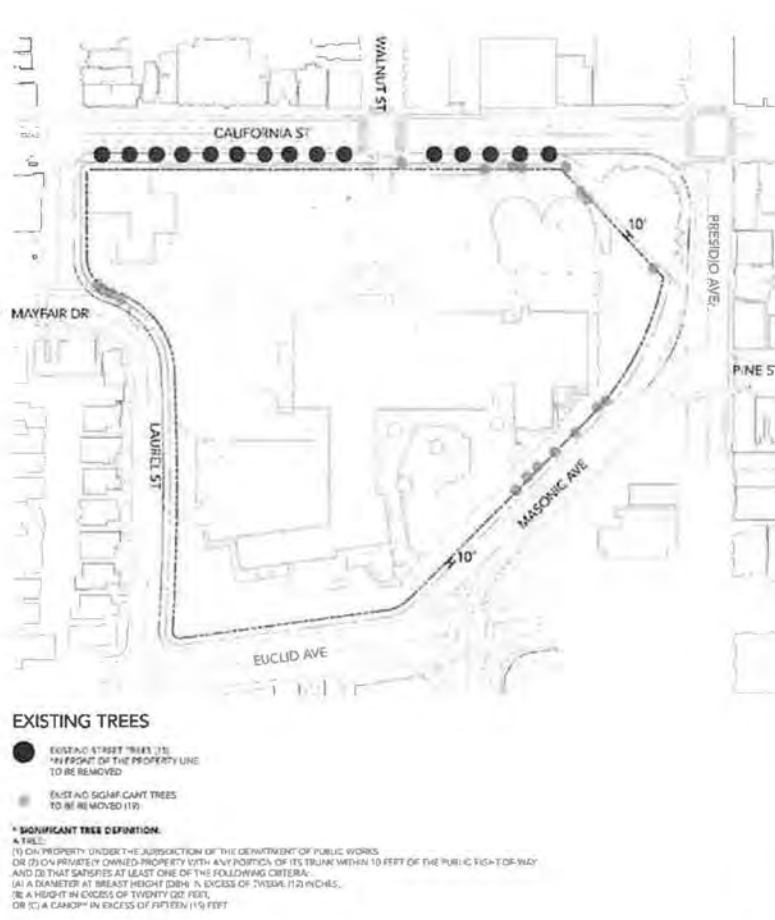 WALNUT ST
CALIFORNIA ST
10'
PRESIDIO AVE
MAYFAIR DR
PINE ST
LAUREL ST
MASONIC AVE
10'
EUCLID AVE
EXISTING TREES
EXISTING STREET TREES (15)
*IN FRONT OF THE PROPERTY LINE
TO BE REMOVED
EXISTING SIGNIFICANT TREES
TO BE REMOVED (19)
* SIGNIFICANT TREE DEFINITION:
A TREE:
(1) ON PROPERTY UNDER THE JURISDICTION OF THE DEPARTMENT OF PUBLIC WORKS
OR (2) ON PRIVATELY OWNED-PROPERTY WITH ANY PORTION OF ITS TRUNK WITHIN 10 FEET OF THE PUBLIC RIGHT-OF-WAY
AND (3) THAT SATISFIES AT LEAST ONE OF THE FOLLOWING CRITERIA:
(A) A DIAMETER AT BREAST HEIGHT (DBH) IN EXCESS OF TWELVE (12) INCHES,
(B) A HEIGHT IN EXCESS OF TWENTY (20) FEET,
OR (C) A CANOPY IN EXCESS OF FIFTEEN (15) FEET